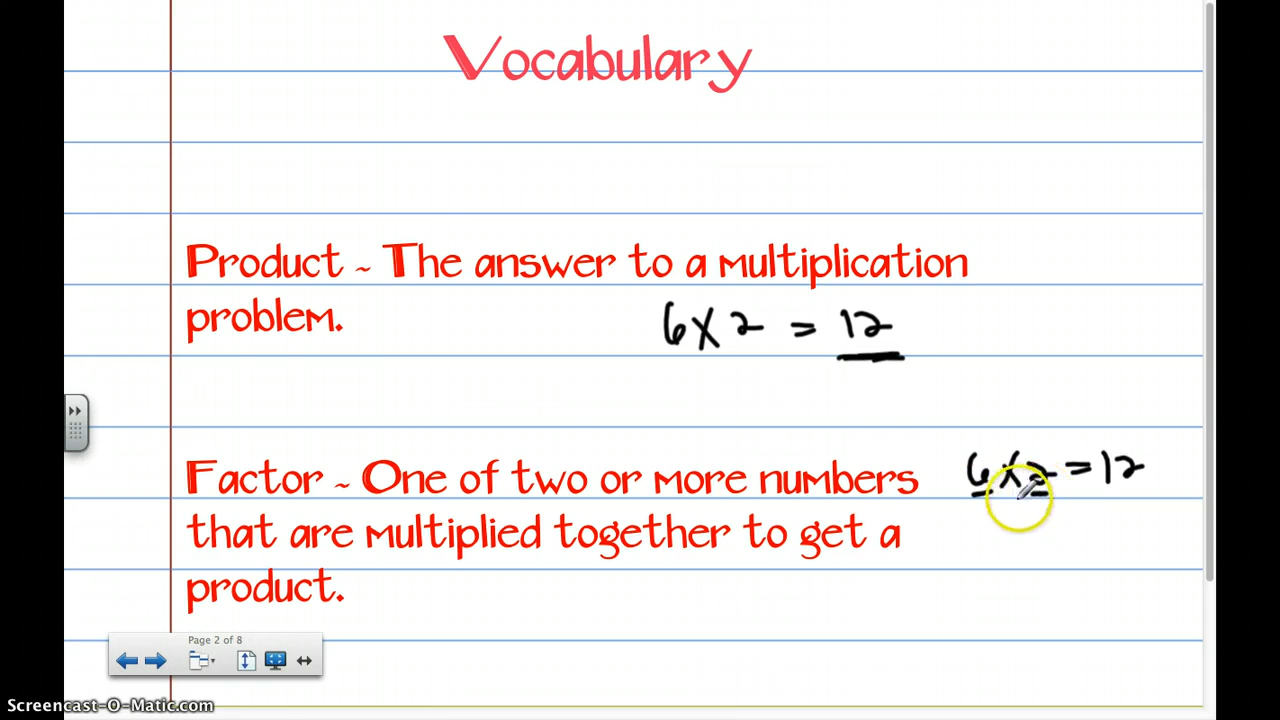 Vocabulary
Product ~ The answer to a multiplication
problem.
6 x 2 = 12
Factor ~ One of two or more numbers
6 x 2 = 12
that are multiplied together to get a
product.
Page 2 of 8
Screencast-O-Matic.com